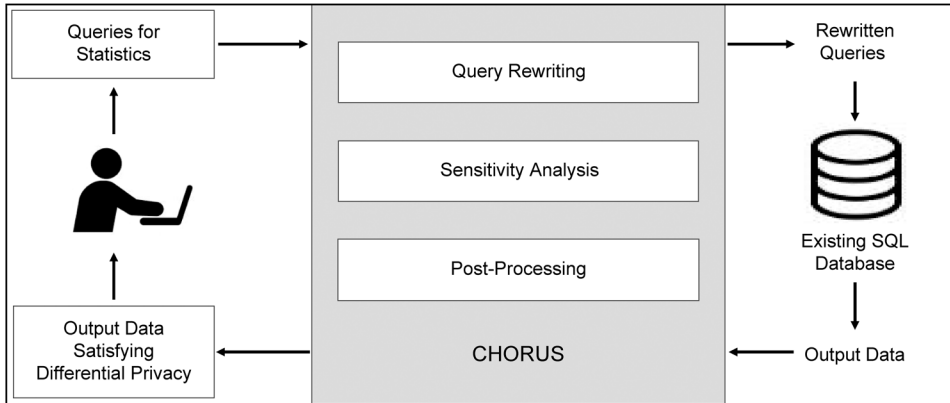 Queries for
Statistics
Query Rewriting
Sensitivity Analysis
Post-Processing
CHORUS
Rewritten
Queries
Existing SQL
Database
Output Data
Output Data
Satisfying
Differential Privacy